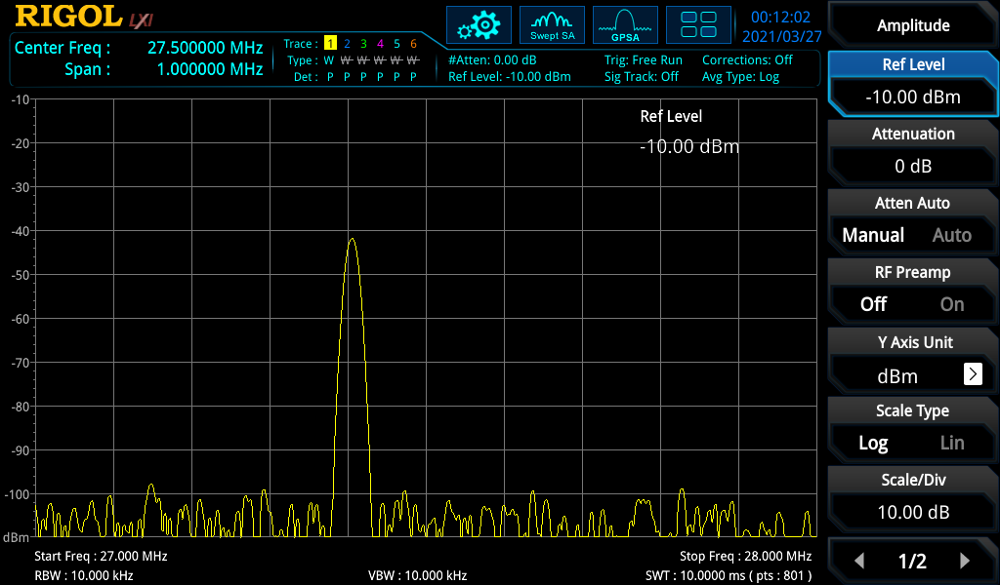 RIGOL LXI
Center Freq : 27.500000 MHz
Span : 1.000000 MHz
Trace : 1 2 3 4 5 6
Type : W W W W W W
Det : P P P P P P
Swept SA
GPSA
00:12:02
2021/03/27
#Atten: 0.00 dB
Ref Level: -10.00 dBm
Trig: Free Run
Sig Track: Off
Corrections: Off
Avg Type: Log
Ref Level
-10.00 dBm
-10
-20
-30
-40
-50
-60
-70
-80
-90
-100
dBm
Start Freq : 27.000 MHz
Stop Freq : 28.000 MHz
RBW : 10.000 kHz
VBW : 10.000 kHz
SWT : 10.0000 ms ( pts : 801 )
Amplitude
Ref Level
-10.00 dBm
Attenuation
0 dB
Atten Auto
Manual Auto
RF Preamp
Off On
Y Axis Unit
dBm
Scale Type
Log Lin
Scale/Div
10.00 dB
1/2